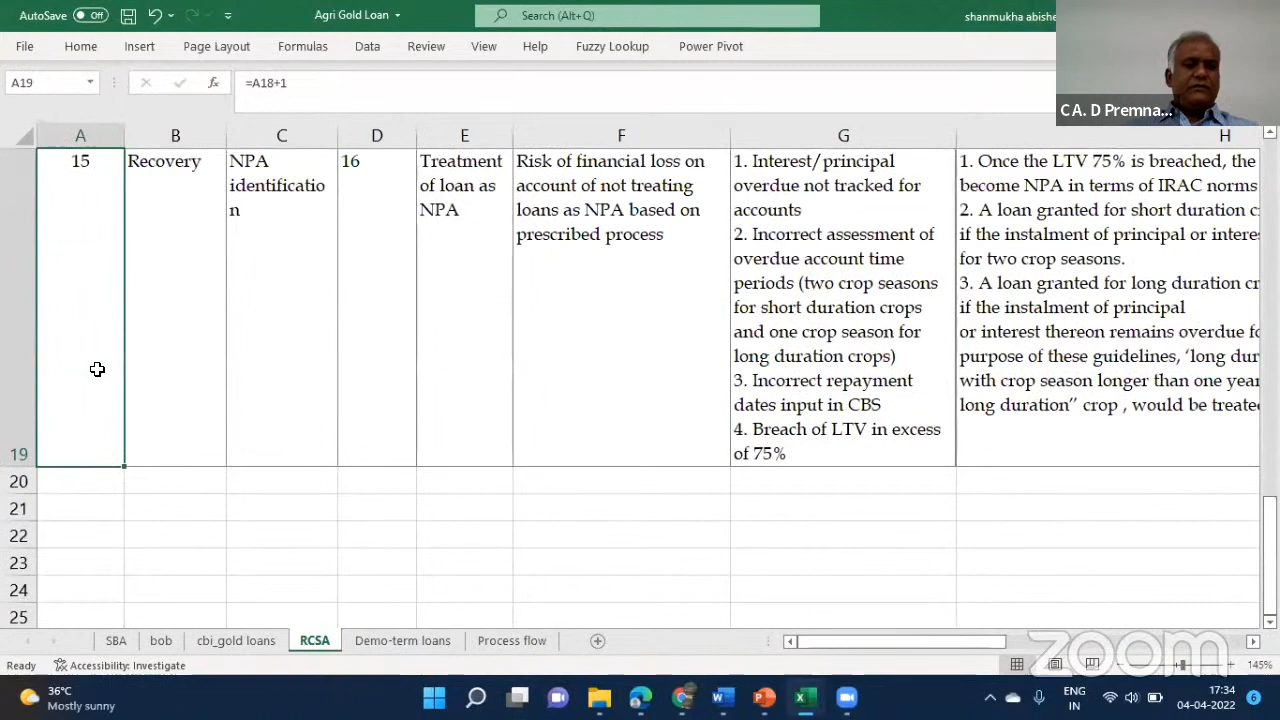 AutoSave Off Agri Gold Loan Search (Alt+Q) shanmukha abishe
File Home Insert Page Layout Formulas Data Review View Help Fuzzy Lookup Power Pivot
A19 fx =A18+1
CA. D Premna...
A B C D E F G H
15 Recovery NPA 16 Treatment Risk of financial loss on 1. Interest/principal 1. Once the LTV 75% is breached, the
identificatio of loan as account of not treating overdue not tracked for become NPA in terms of IRAC norms
n NPA loans as NPA based on accounts 2. A loan granted for short duration c
prescribed process 2. Incorrect assessment of if the instalment of principal or intere
overdue account time for two crop seasons.
periods (two crop seasons 3. A loan granted for long duration cr
for short duration crops if the instalment of principal
and one crop season for or interest thereon remains overdue fo
long duration crops) purpose of these guidelines, ‘long dur
3. Incorrect repayment with crop season longer than one year
dates input in CBS long duration” crop , would be treate
4. Breach of LTV in excess
19 of 75%
20
21
22
23
24
25
SBA bob cbi_gold loans RCSA Demo-term loans Process flow
Ready Accessibility: Investigate 145%
zoom
36°C ENG 17:34
Mostly sunny IN 04-04-2022 6